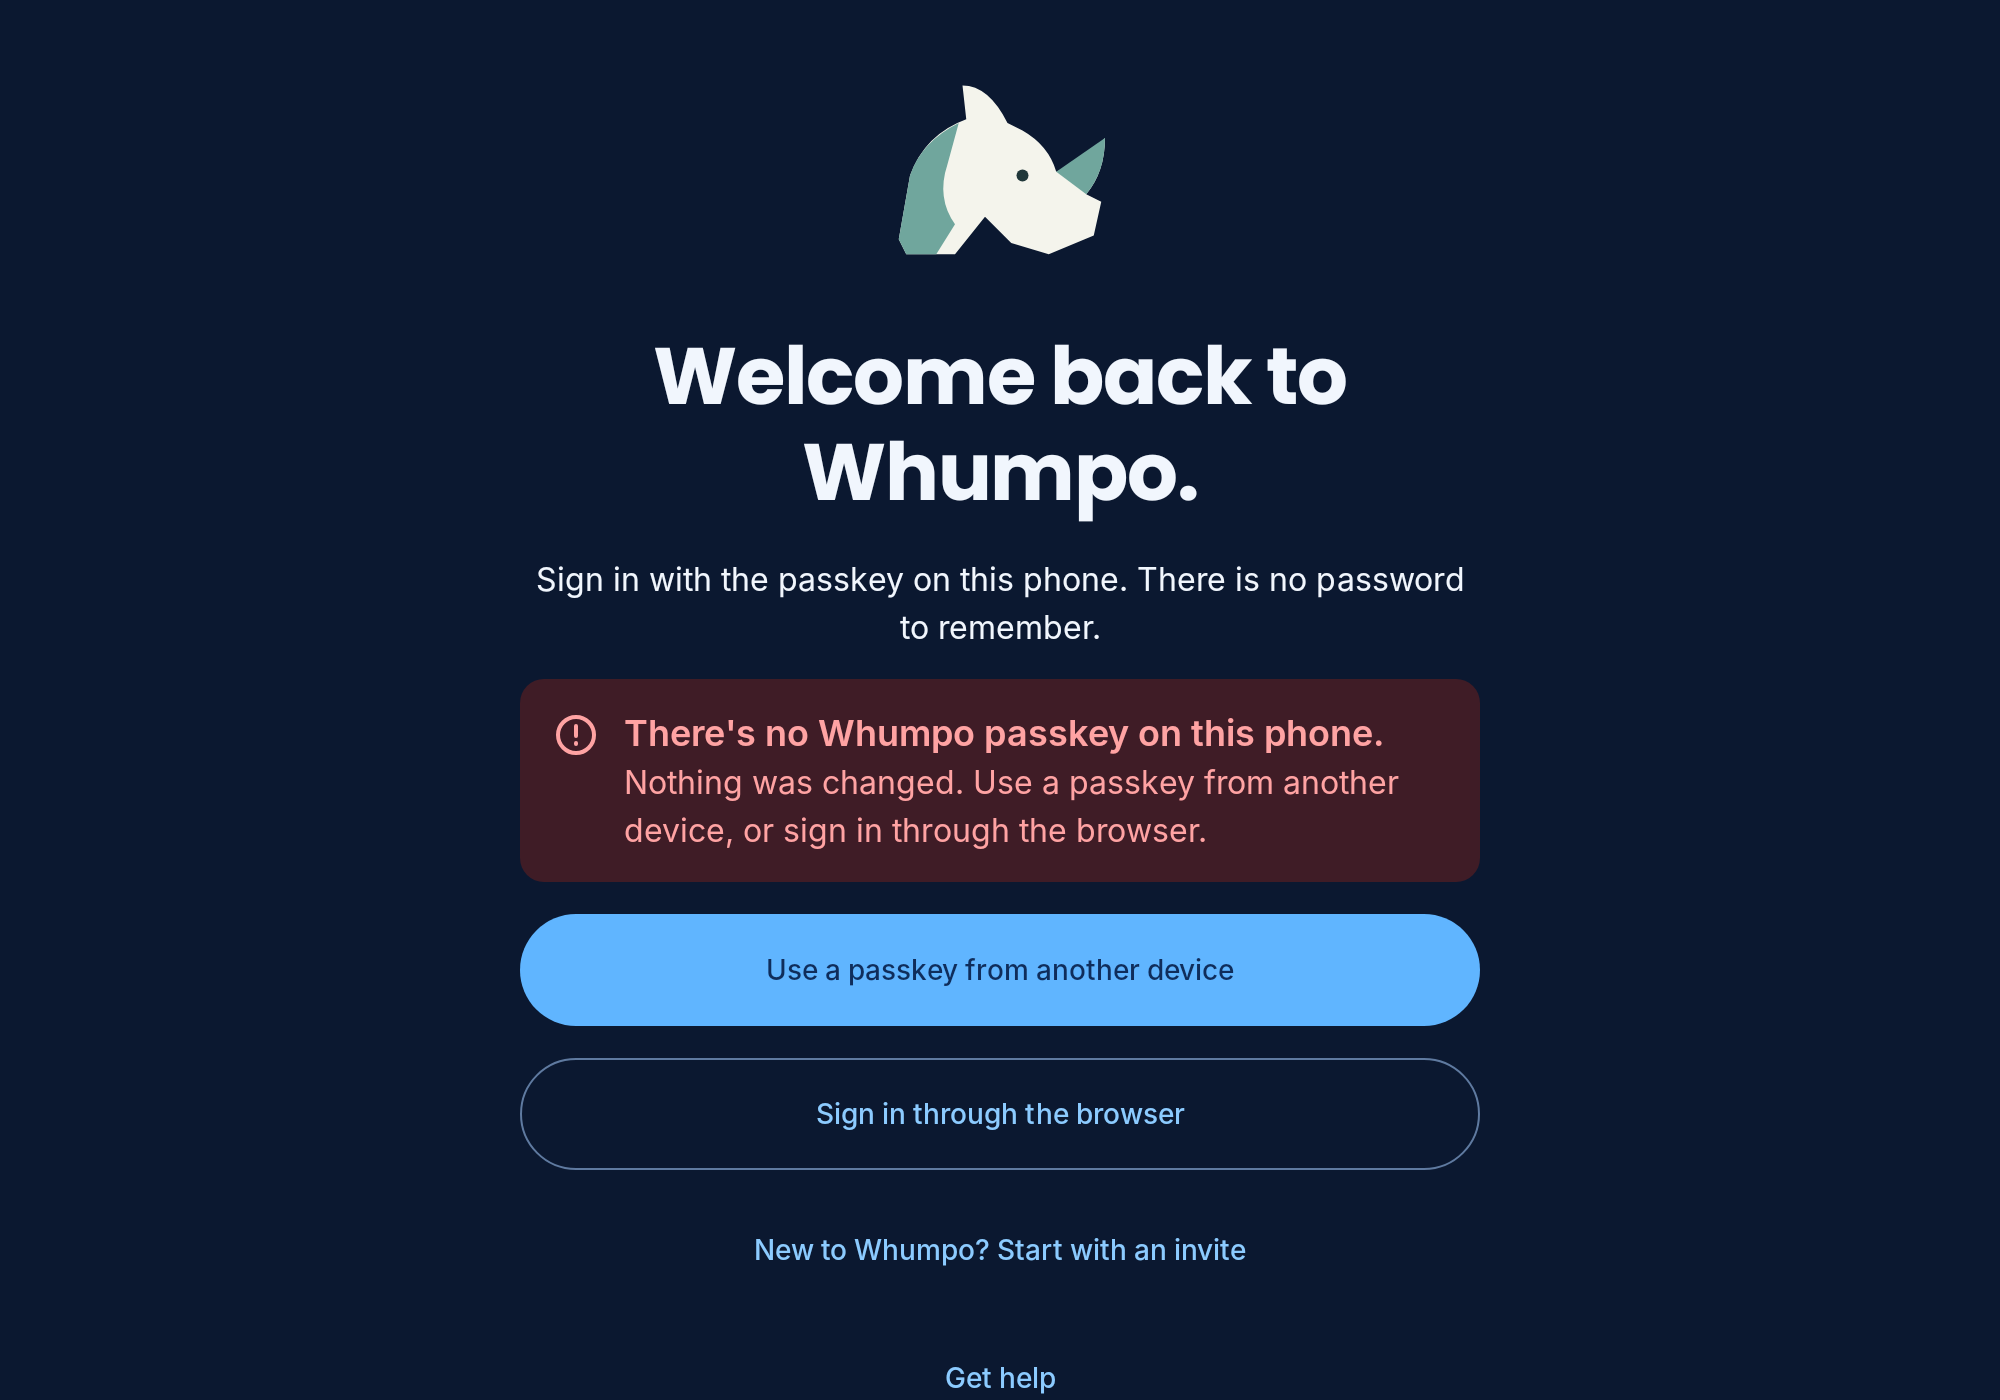 Welcome back to
Whumpo.
Sign in with the passkey on this phone. There is no password
to remember.
There's no Whumpo passkey on this phone.
Nothing was changed. Use a passkey from another
device, or sign in through the browser.
Use a passkey from another device
Sign in through the browser
New to Whumpo? Start with an invite
Get help